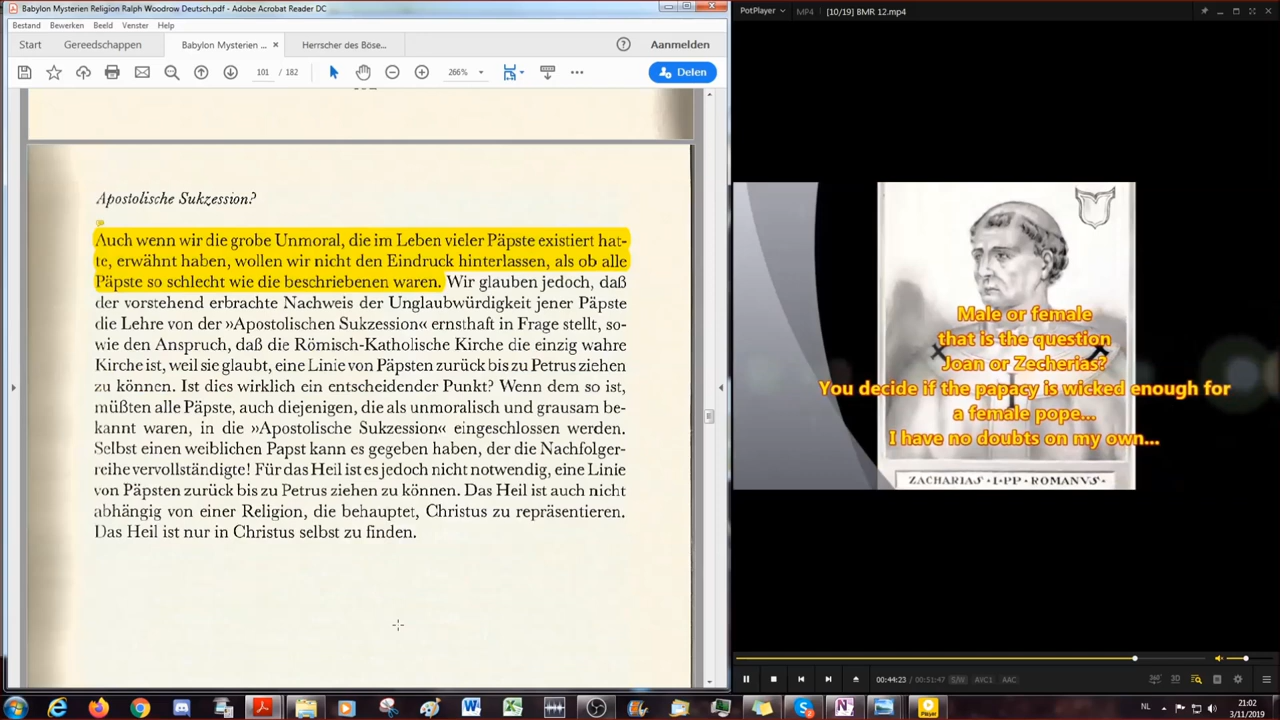 Babylon Mysterien Religion Ralph Woodrow Deutsch.pdf - Adobe Acrobat Reader DC
Bestand Bewerken Beeld Venster Help
Start Gereedschappen Babylon Mysterien ... × Herrscher des Böse... ? Aanmelden
101 / 182 266% Delen
Apostolische Sukzession?
Auch wenn wir die grobe Unmoral, die im Leben vieler Päpste existiert hat-
te, erwähnt haben, wollen wir nicht den Eindruck hinterlassen, als ob alle
Päpste so schlecht wie die beschriebenen waren. Wir glauben jedoch, daß
der vorstehend erbrachte Nachweis der Unglaubwürdigkeit jener Päpste
die Lehre von der »Apostolischen Sukzession« ernsthaft in Frage stellt, so-
wie den Anspruch, daß die Römisch-Katholische Kirche die einzig wahre
Kirche ist, weil sie glaubt, eine Linie von Päpsten zurück bis zu Petrus ziehen
zu können. Ist dies wirklich ein entscheidender Punkt? Wenn dem so ist,
müßten alle Päpste, auch diejenigen, die als unmoralisch und grausam be-
kannt waren, in die »Apostolische Sukzession« eingeschlossen werden.
Selbst einen weiblichen Papst kann es gegeben haben, der die Nachfolger-
reihe vervollständigte! Für das Heil ist es jedoch nicht notwendig, eine Linie
von Päpsten zurück bis zu Petrus ziehen zu können. Das Heil ist auch nicht
abhängig von einer Religion, die behauptet, Christus zu repräsentieren.
Das Heil ist nur in Christus selbst zu finden.
PotPlayer MP4 [10/19] BMR 12.mp4
Male or female
that is the question
Joan or Zecherias?
You decide if the papacy is wicked enough for
a female pope...
I have no doubts on my own...
ZACHARIAS · I · PP · ROMANVS ·
00:44:23 / 00:51:47 S/W AVC1 AAC
360° 3D
NL 21:02
3/11/2019